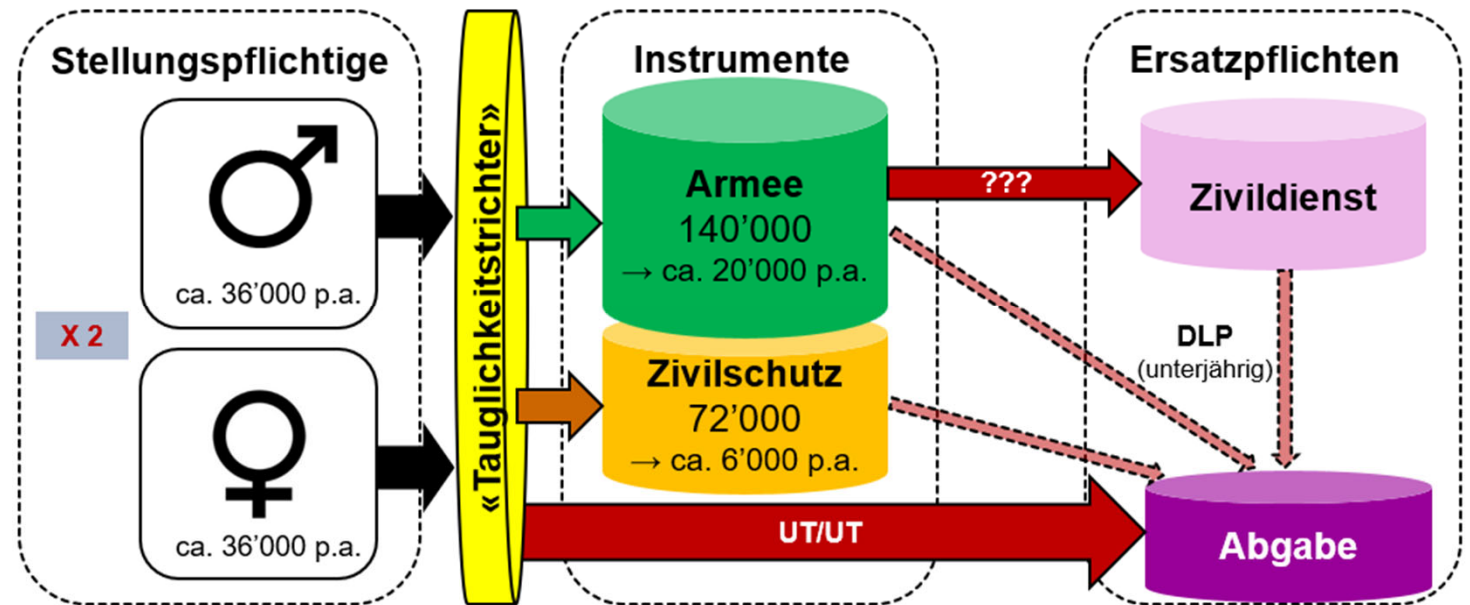 Stellungspflichtige
ca. 36’000 p.a.
X 2
ca. 36’000 p.a.
«Tauglichkeitstrichter»
Instrumente
Armee
140’000
→ ca. 20’000 p.a.
Zivilschutz
72’000
→ ca. 6’000 p.a.
UT/UT
???
Ersatzpflichten
Zivildienst
DLP
(unterjährig)
Abgabe